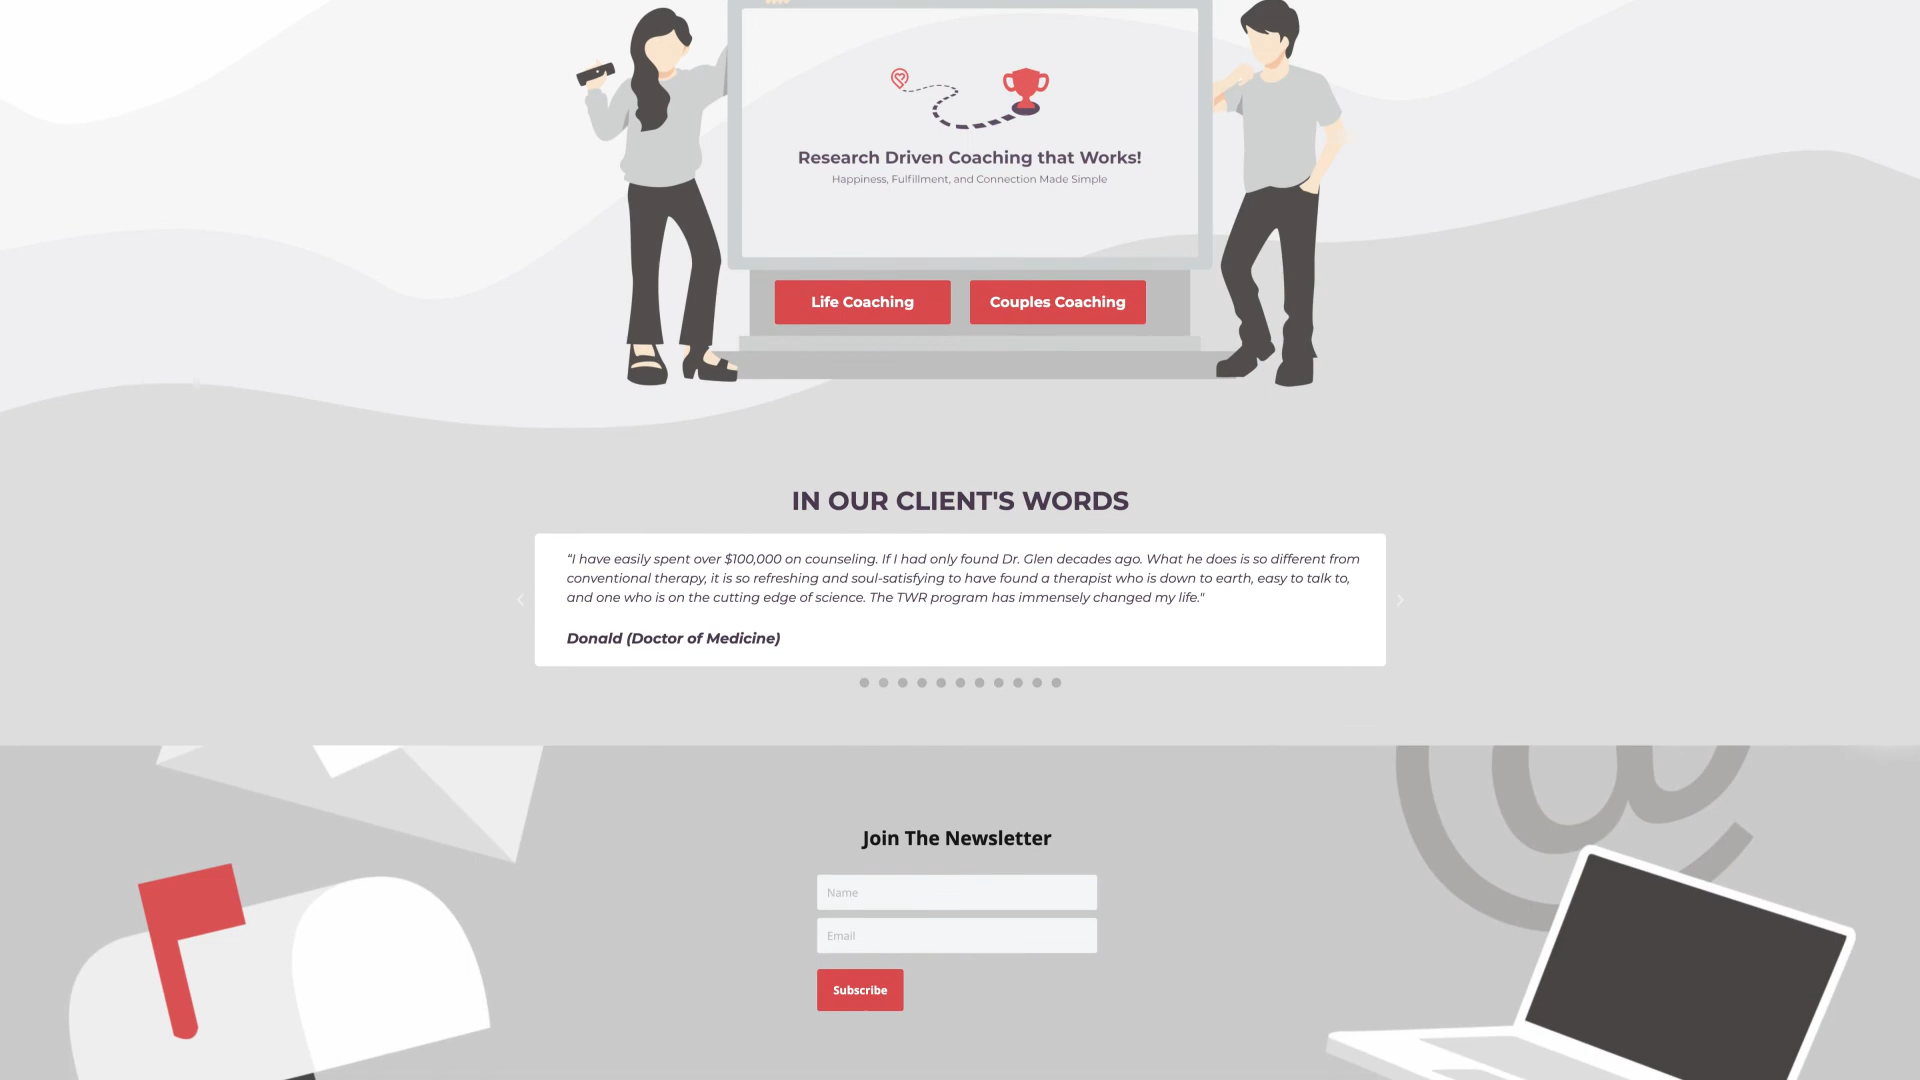 Research Driven Coaching that Works!
Happiness, Fulfillment, and Connection Made Simple
Life Coaching
Couples Coaching
IN OUR CLIENT'S WORDS
“I have easily spent over $100,000 on counseling. If I had only found Dr. Glen decades ago. What he does is so different from
conventional therapy, it is so refreshing and soul-satisfying to have found a therapist who is down to earth, easy to talk to,
and one who is on the cutting edge of science. The TWR program has immensely changed my life."
Donald (Doctor of Medicine)
Join The Newsletter
Name
Email
Subscribe